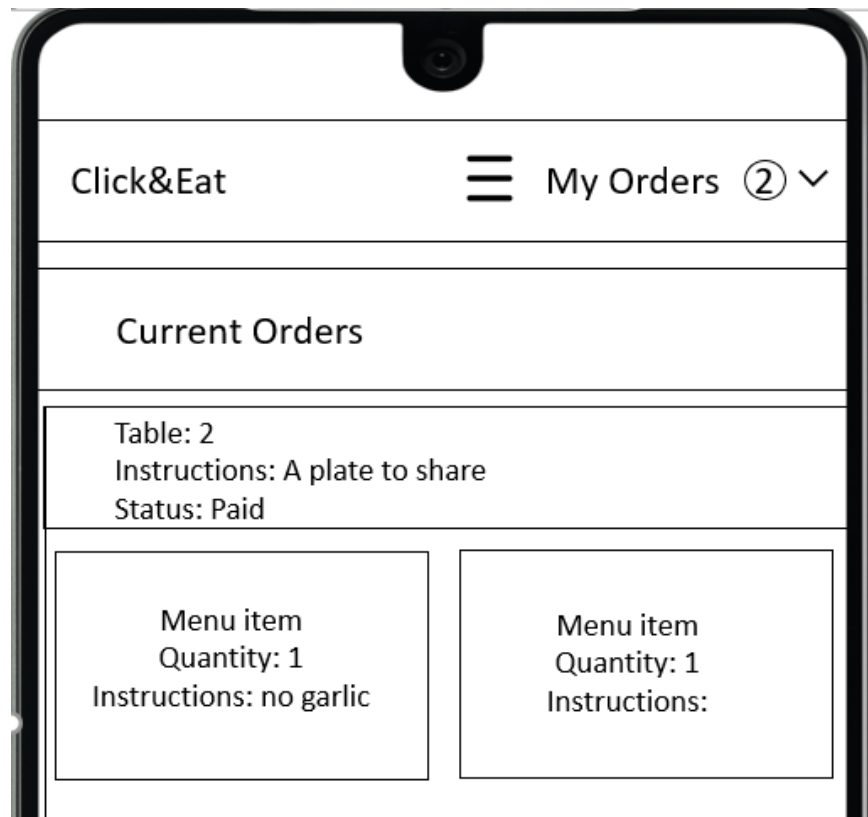 Click&Eat My Orders 2
Current Orders
Table: 2
Instructions: A plate to share
Status: Paid
Menu item
Quantity: 1
Instructions: no garlic
Menu item
Quantity: 1
Instructions: